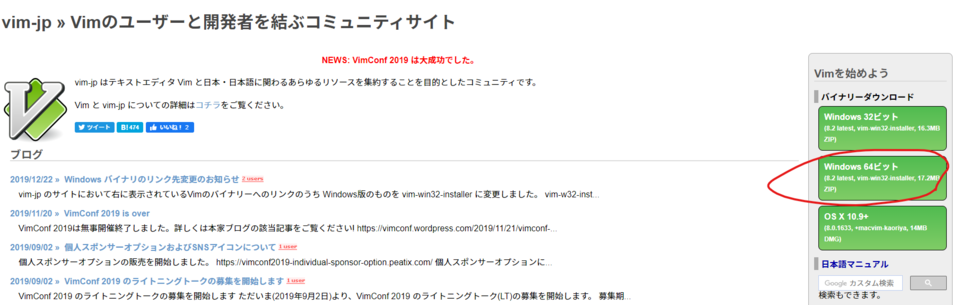 vim-jp » Vimのユーザーと開発者を結ぶコミュニティサイト
NEWS: VimConf 2019 は大成功でした。
vim-jp はテキストエディタ Vim と日本・日本語に関わるあらゆるリソースを集約することを目的としたコミュニティです。
Vim と vim-jp についての詳細はコチラをご覧ください。
ツイート B! 474 いいね! 2
ブログ
2019/12/22 » Windows バイナリのリンク先変更のお知らせ 2 users
vim-jp のサイトにおいて右に表示されているVimのバイナリーへのリンクのうち Windows版のものを vim-win32-installer に変更しました。 vim-w32-inst...
2019/11/20 » VimConf 2019 is over
VimConf 2019は無事開催終了しました。詳しくは本家ブログの該当記事をご覧ください! https://vimconf.wordpress.com/2019/11/21/vimconf-...
2019/09/02 » 個人スポンサーオプションおよびSNSアイコンについて 1 user
個人スポンサーオプションの販売を開始しました。 https://vimconf2019-individual-sponsor-option.peatix.com/ 個人スポンサーオプションに...
2019/09/02 » VimConf 2019 のライトニングトークの募集を開始します 1 user
VimConf 2019 のライトニングトークの募集を開始します ただいま(2019年9月2日)より、VimConf 2019 のライトニングトーク(LT)の募集を開始します。 募集期...
Vimを始めよう
バイナリーダウンロード
Windows 32ビット
(8.2 latest, vim-win32-installer, 16.3MB
ZIP)
Windows 64ビット
(8.2 latest, vim-win32-installer, 17.2MB
ZIP)
OS X 10.9+
(8.0.1633, +macvim-kaoriya, 14MB
DMG)
日本語マニュアル
Google カスタム検索
検索もできます。